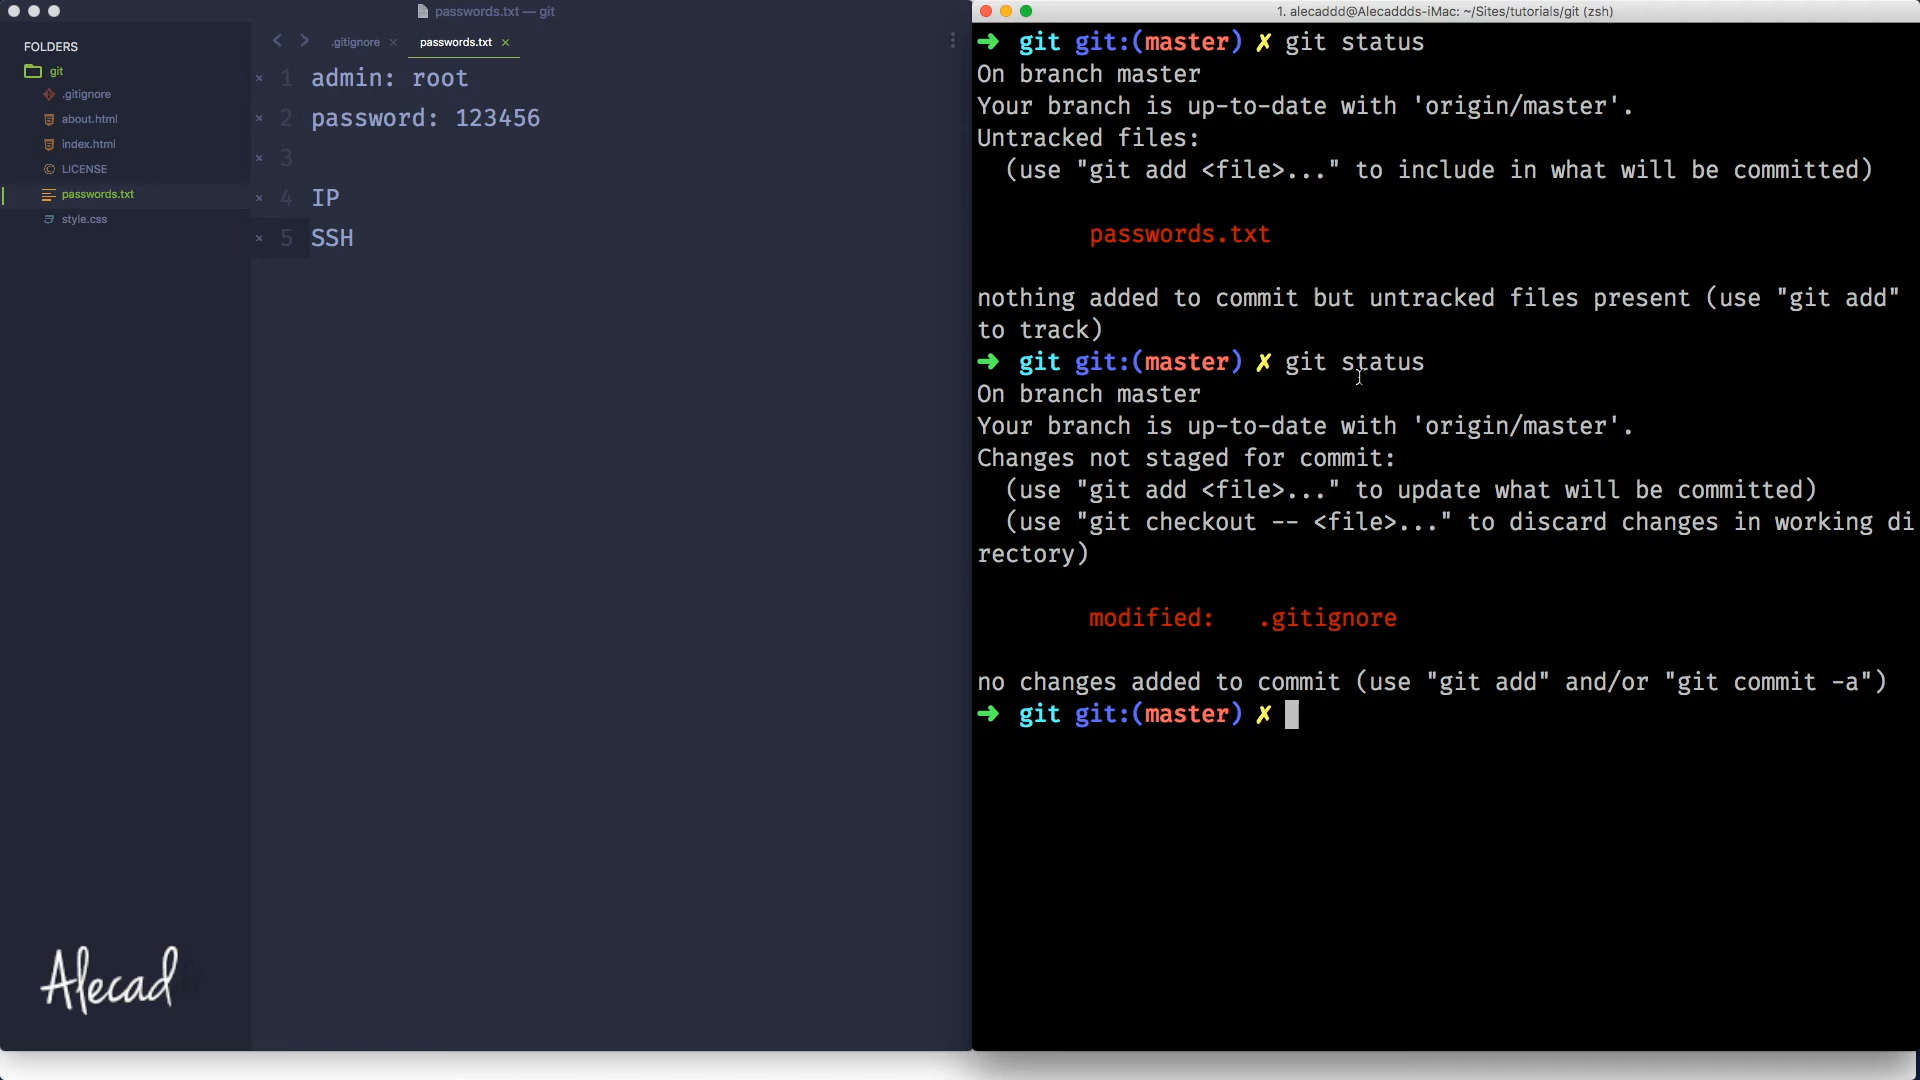 passwords.txt — git
FOLDERS
git
.gitignore
about.html
index.html
LICENSE
passwords.txt
style.css
.gitignore ×
passwords.txt ×
1 admin: root
2 password: 123456
3
4 IP
5 SSH
Alecad
1. alecaddd@Alecaddds-iMac: ~/Sites/tutorials/git (zsh)
➜ git git:(master) ✗ git status
On branch master
Your branch is up-to-date with 'origin/master'.
Untracked files:
(use "git add <file>..." to include in what will be committed)
passwords.txt
nothing added to commit but untracked files present (use "git add"
to track)
➜ git git:(master) ✗ git status
On branch master
Your branch is up-to-date with 'origin/master'.
Changes not staged for commit:
(use "git add <file>..." to update what will be committed)
(use "git checkout -- <file>..." to discard changes in working di
rectory)
modified: .gitignore
no changes added to commit (use "git add" and/or "git commit -a")
➜ git git:(master) ✗